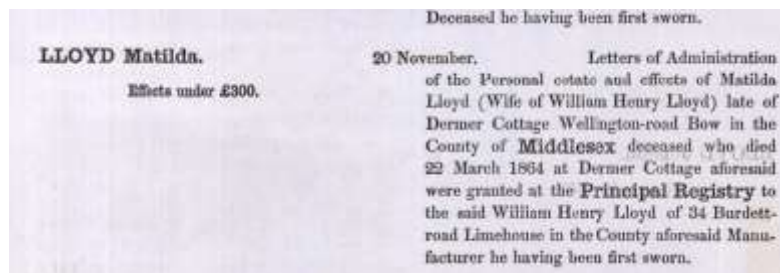 Deceased he having been first sworn.
LLOYD Matilda.
Effects under £300.
20 November. Letters of Administration
of the Personal estate and effects of Matilda
Lloyd (Wife of William Henry Lloyd) late of
Dermer Cottage Wellington-road Bow in the
County of Middlesex deceased who died
22 March 1864 at Dermer Cottage aforesaid
were granted at the Principal Registry to
the said William Henry Lloyd of 34 Burdett-
road Limehouse in the County aforesaid Manu-
facturer he having been first sworn.